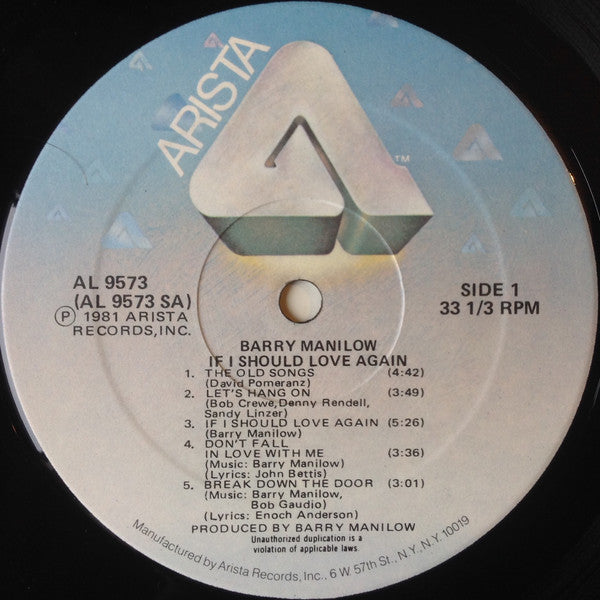 ARISTA
TM
AL 9573
(AL 9573 SA)
Ⓟ 1981 ARISTA
RECORDS, INC.
SIDE 1
33 1/3 RPM
BARRY MANILOW
IF I SHOULD LOVE AGAIN
1. THE OLD SONGS (4:42)
(David Pomeranz)
2. LET'S HANG ON (3:49)
(Bob Crewe, Denny Rendell,
Sandy Linzer)
3. IF I SHOULD LOVE AGAIN (5:26)
(Barry Manilow)
4. DON'T FALL
IN LOVE WITH ME (3:36)
(Music: Barry Manilow)
(Lyrics: John Bettis)
5. BREAK DOWN THE DOOR (3:01)
(Music: Barry Manilow,
Bob Gaudio)
(Lyrics: Enoch Anderson)
PRODUCED BY BARRY MANILOW
Unauthorized duplication is a
violation of applicable laws.
Manufactured by Arista Records, Inc., 6 W. 57th St., N.Y., N.Y. 10019